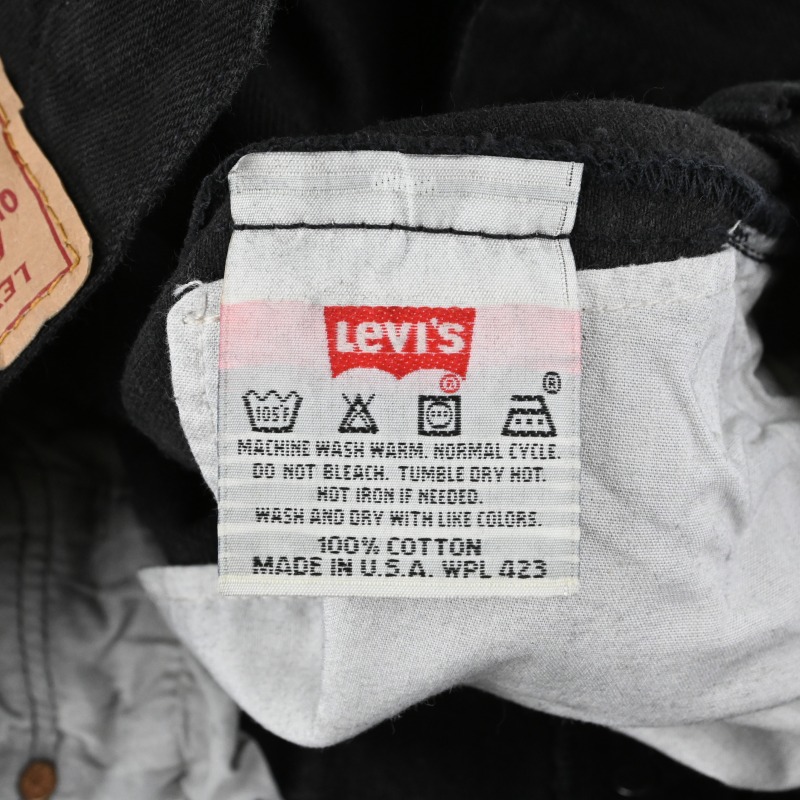 LEVI'S
®
®
105°
MACHINE WASH WARM. NORMAL CYCLE.
DO NOT BLEACH. TUMBLE DRY HOT.
HOT IRON IF NEEDED.
WASH AND DRY WITH LIKE COLORS.
100% COTTON
MADE IN U.S.A. WPL 423